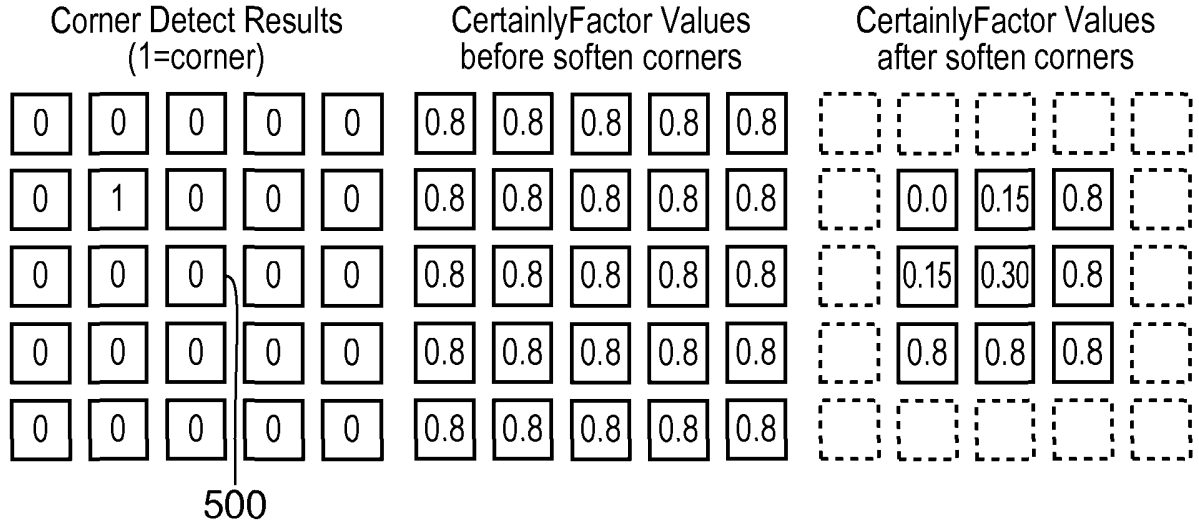 Corner Detect Results
(1=corner)
CertainlyFactor Values
before soften corners
CertainlyFactor Values
after soften corners
0 0 0 0 0
0.8 0.8 0.8 0.8 0.8
0 1 0 0 0
0.8 0.8 0.8 0.8 0.8
0.0 0.15 0.8
0 0 0 0 0
0.8 0.8 0.8 0.8 0.8
0.15 0.30 0.8
0 0 0 0 0
0.8 0.8 0.8 0.8 0.8
0.8 0.8 0.8
0 0 0 0 0
0.8 0.8 0.8 0.8 0.8
500